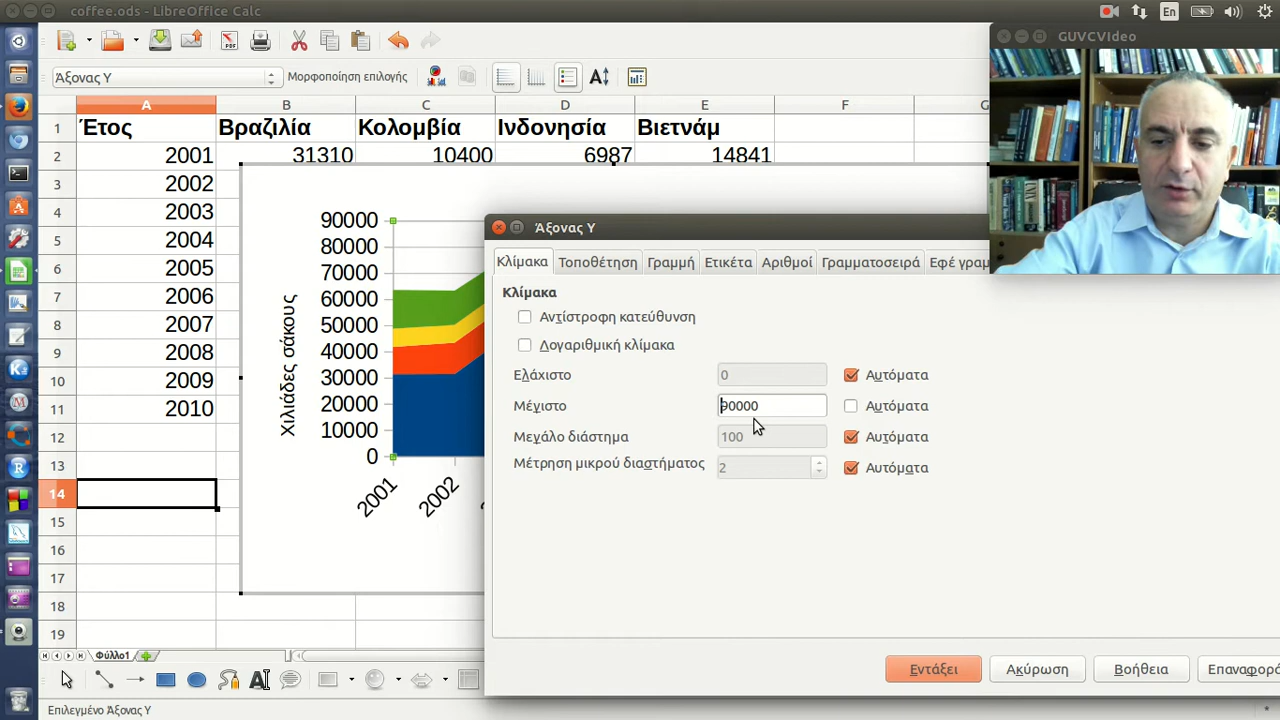 coffee.ods - LibreOffice Calc
En
GUVCVIdeo
Άξονας Y
Μορφοποίηση επιλογής
A B C D E F G
1 Έτος Βραζιλία Κολομβία Ινδονησία Βιετνάμ
2 2001 31310 10400 6987 14841
3 2002
4 2003
5 2004
6 2005
7 2006
8 2007
9 2008
10 2009
11 2010
12
13
14
15
16
17
18
19
90000
80000
70000
60000
50000
40000
30000
20000
10000
0
Χιλιάδες σάκους
2001 2002
Άξονας Y
Κλίμακα Τοποθέτηση Γραμμή Ετικέτα Αριθμοί Γραμματοσειρά Εφέ γραμ
Κλίμακα
Αντίστροφη κατεύθυνση
Λογαριθμική κλίμακα
Ελάχιστο 0 Αυτόματα
Μέγιστο 90000 Αυτόματα
Μεγάλο διάστημα 100 Αυτόματα
Μέτρηση μικρού διαστήματος 2 Αυτόματα
Εντάξει Ακύρωση Βοήθεια Επαναφορά
Φύλλο1
Επιλεγμένο Άξονας Y